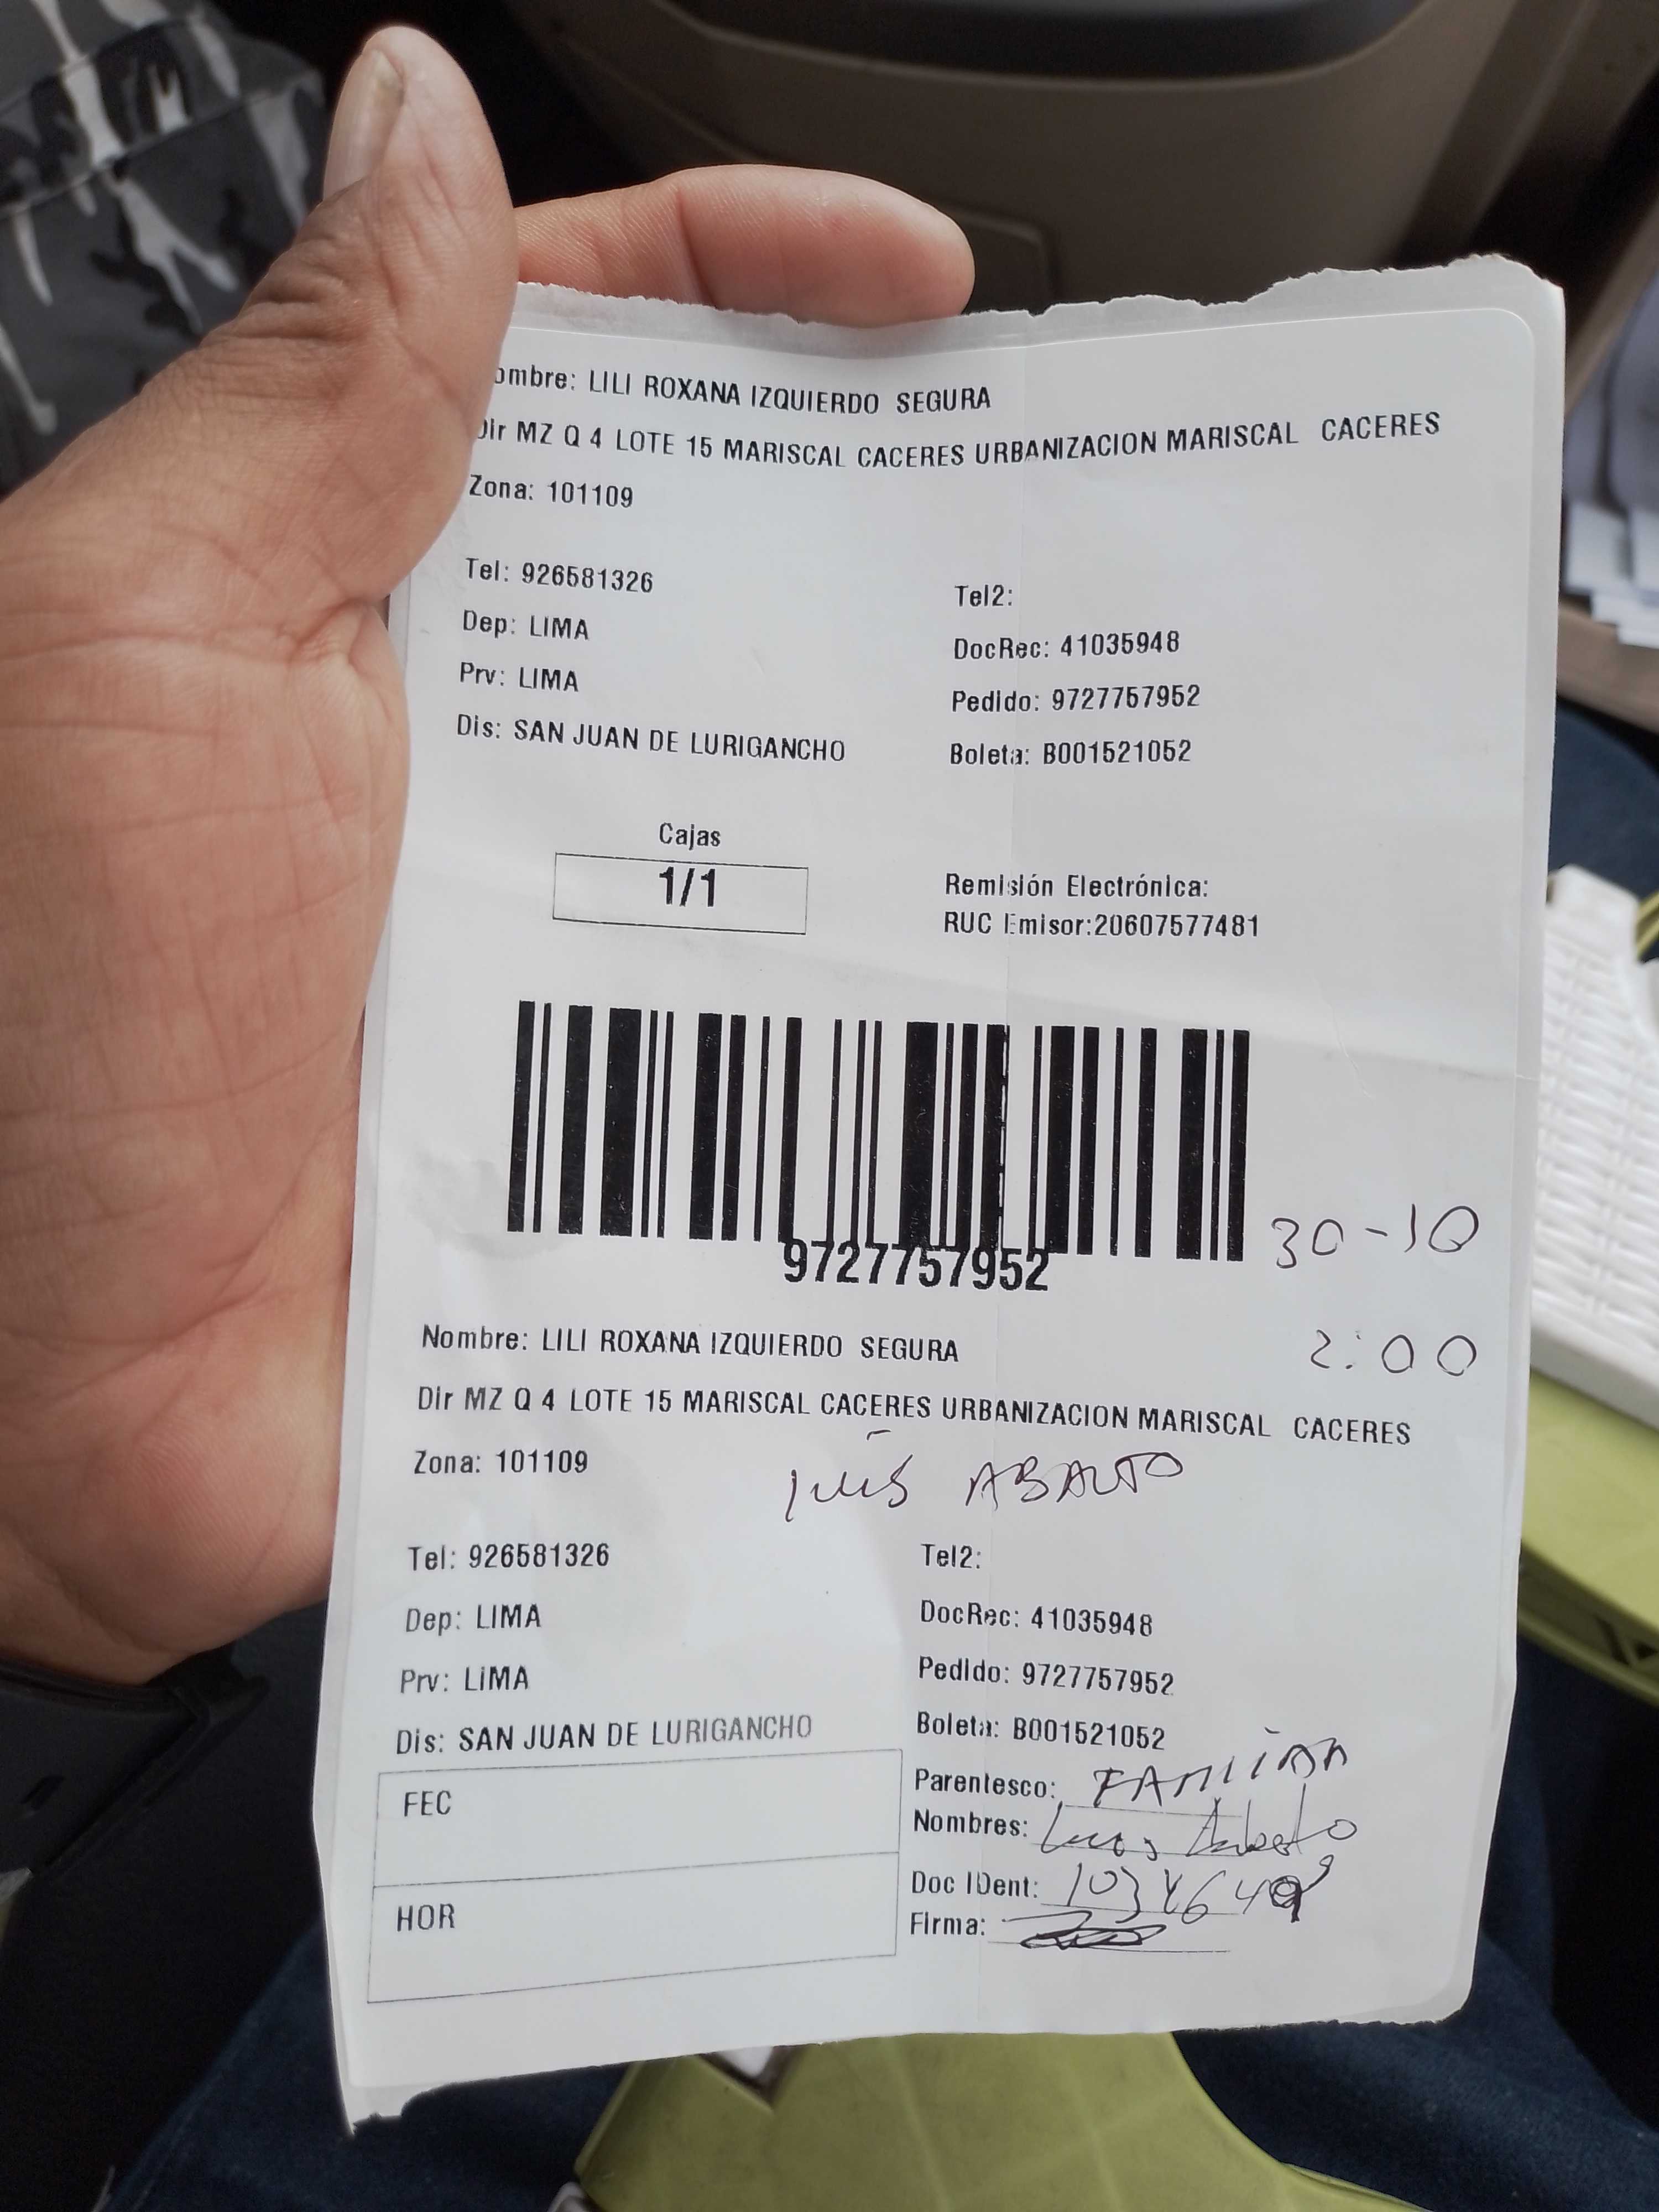 ombre: LILI ROXANA IZQUIERDO SEGURA
Dir MZ Q 4 LOTE 15 MARISCAL CACERES URBANIZACION MARISCAL CACERES
Zona: 101109
Tel: 926581326
Tel2:
Dep: LIMA
DocRec: 41035948
Prv: LIMA
Pedido: 9727757952
Dis: SAN JUAN DE LURIGANCHO
Boleta: B001521052
Cajas
1/1
Remisión Electrónica:
RUC Emisor:20607577481
9727757952
30-10
2:00
Nombre: LILI ROXANA IZQUIERDO SEGURA
Dir MZ Q 4 LOTE 15 MARISCAL CACERES URBANIZACION MARISCAL CACERES
Zona: 101109
LUIS ABALTO
Tel: 926581326
Tel2:
Dep: LIMA
DocRec: 41035948
Prv: LIMA
Pedido: 9727757952
Dis: SAN JUAN DE LURIGANCHO
Boleta: B001521052
FEC
Parentesco: FAMILIAR
Nombres:
HOR
Doc IDent:
Firma: